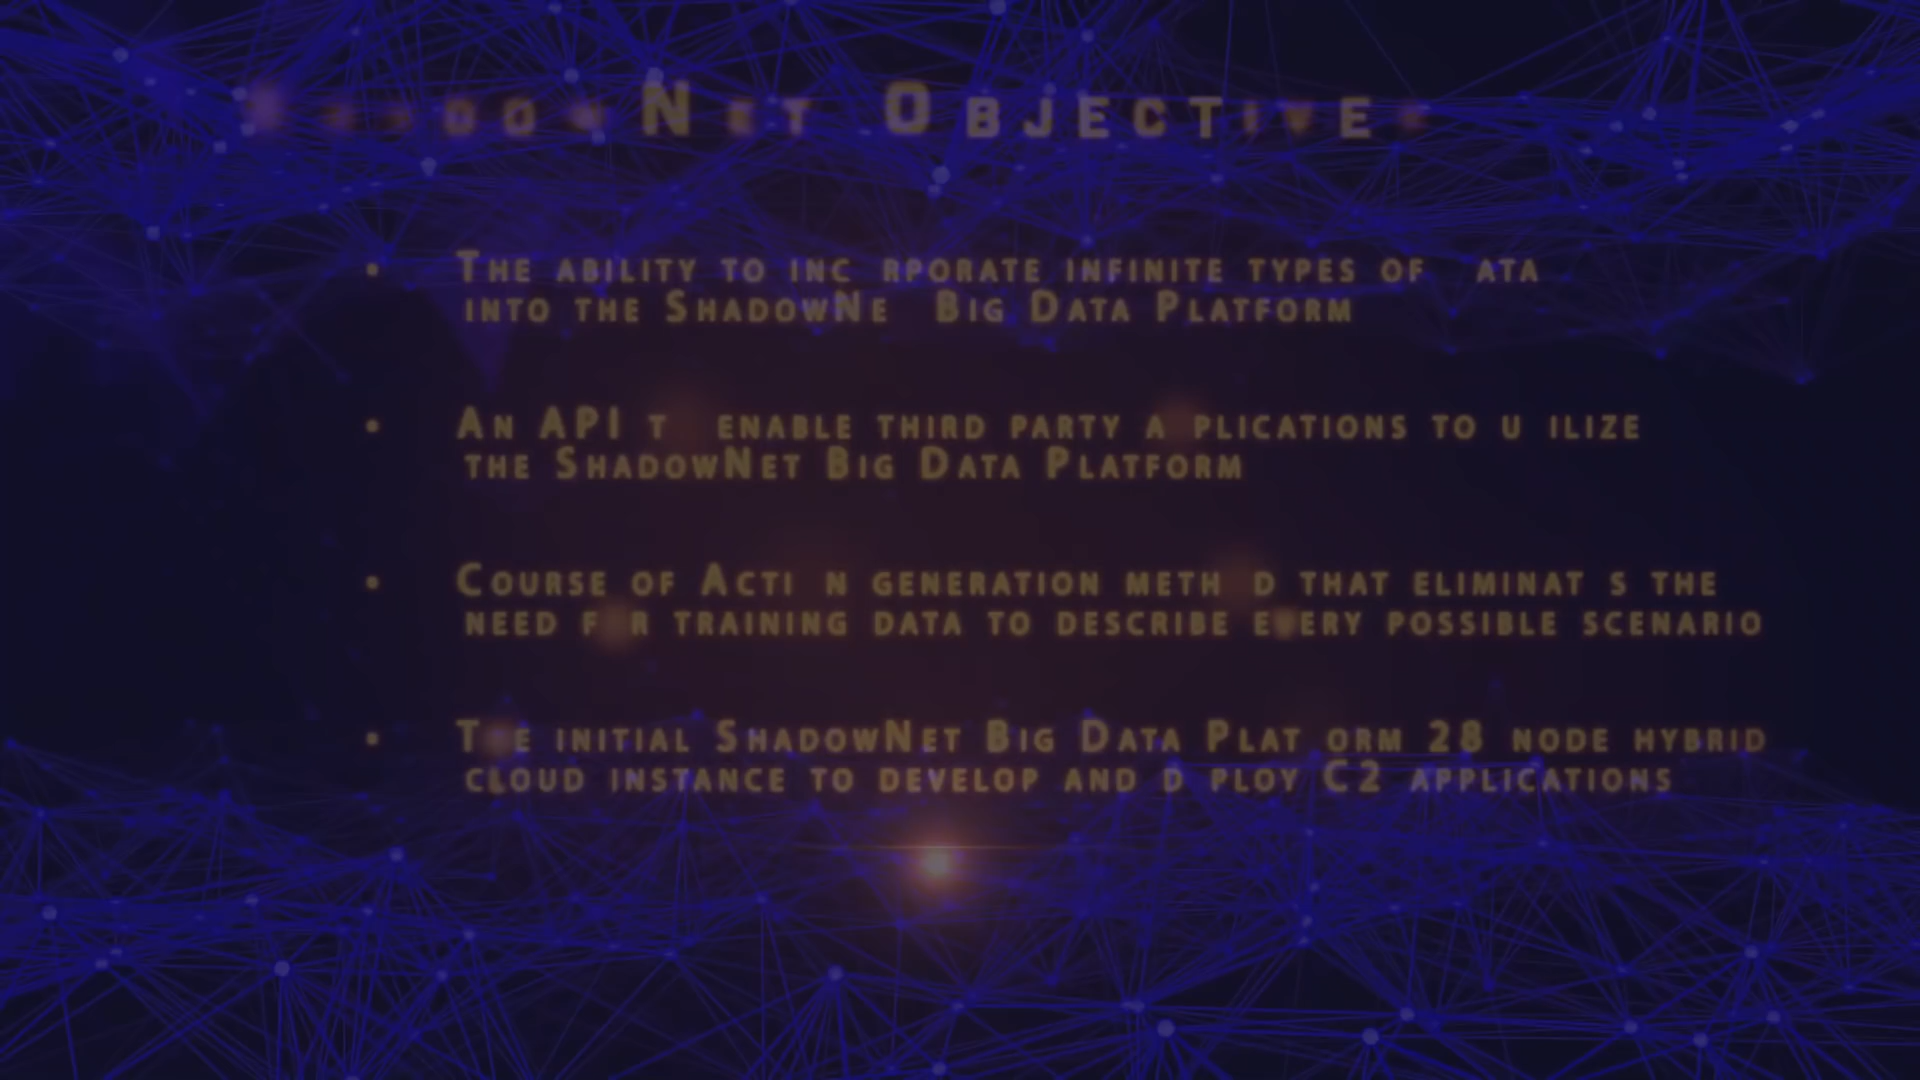 ShadowNet Objectives
• The ability to inc rporate infinite types of ata
into the ShadowNe Big Data Platform
• An API t enable third party a plications to u ilize
the ShadowNet Big Data Platform
• Course of Acti n generation meth d that eliminat s the
need f r training data to describe every possible scenario
• The initial ShadowNet Big Data Plat orm 28 node hybrid
cloud instance to develop and d ploy C2 applications